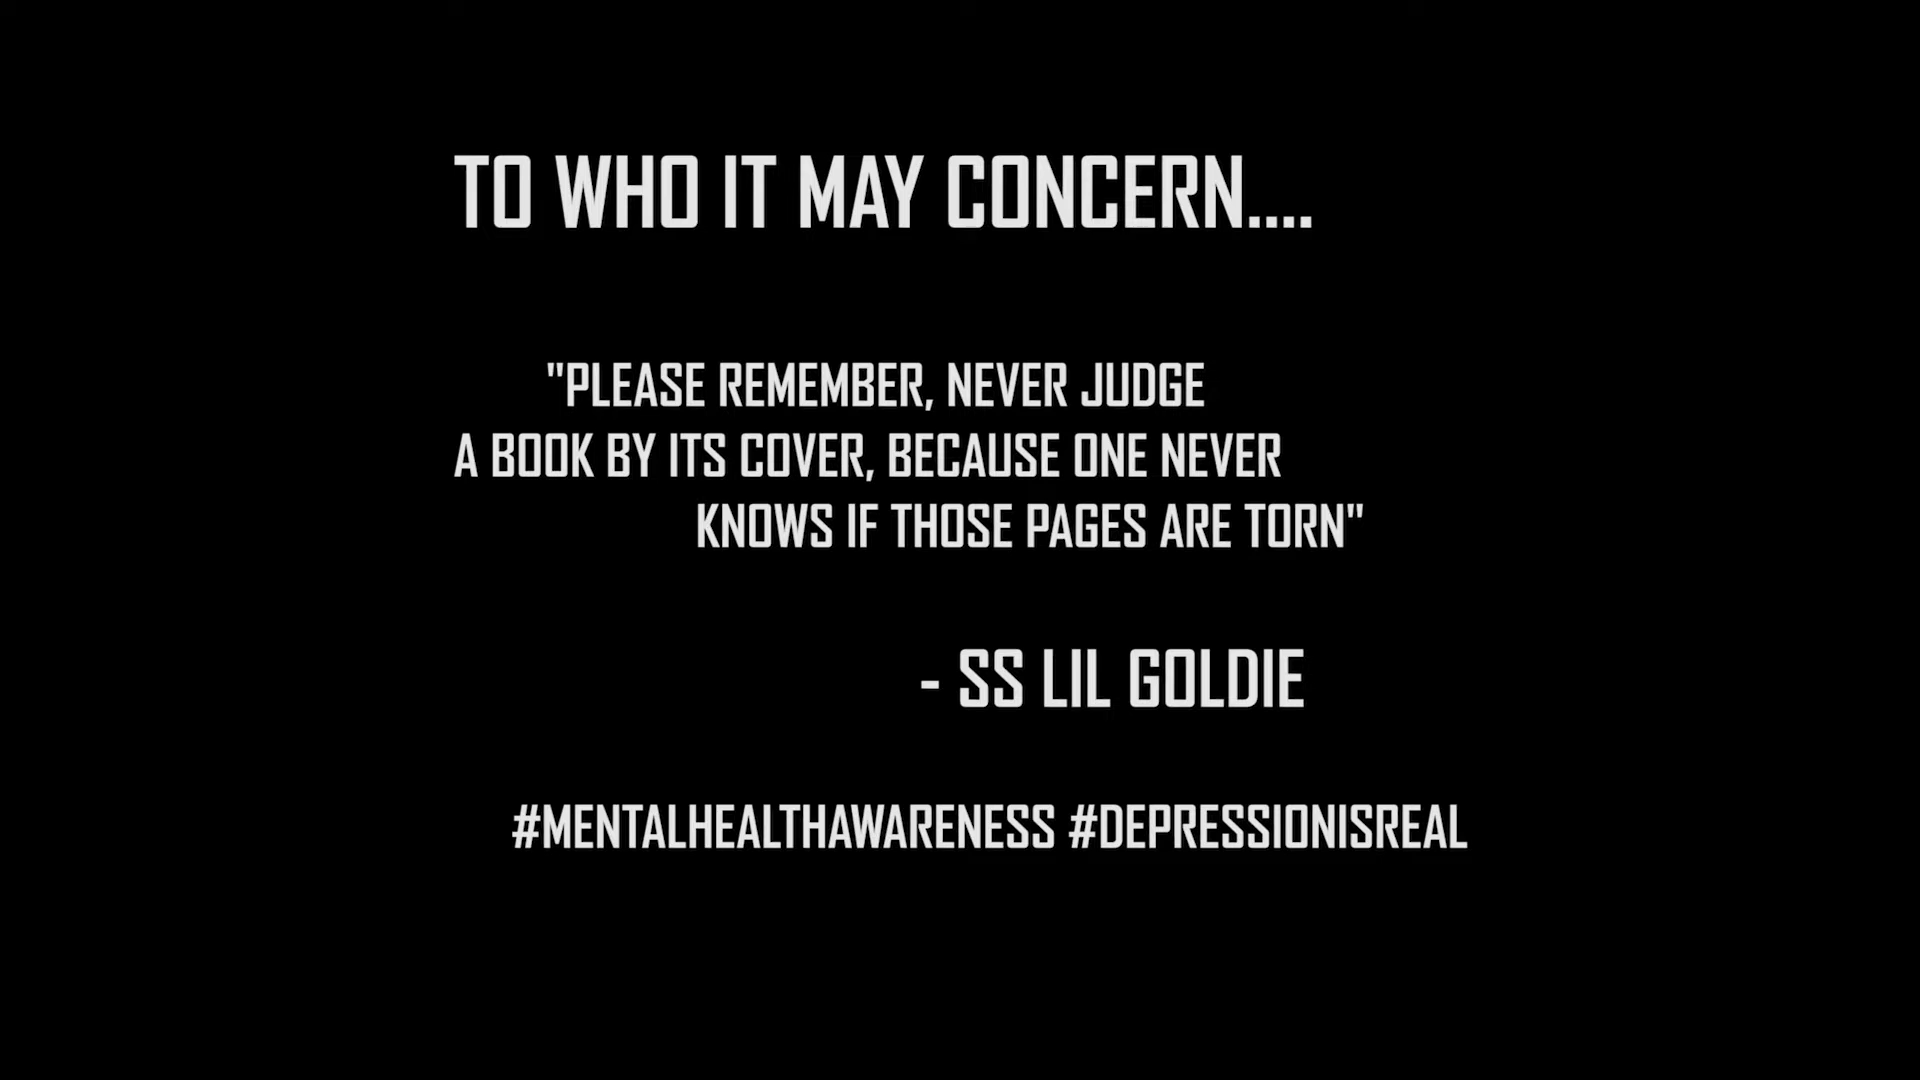 TO WHO IT MAY CONCERN....
"PLEASE REMEMBER, NEVER JUDGE
A BOOK BY ITS COVER, BECAUSE ONE NEVER
KNOWS IF THOSE PAGES ARE TORN"
- SS LIL GOLDIE
#MENTALHEALTHAWARENESS #DEPRESSIONISREAL